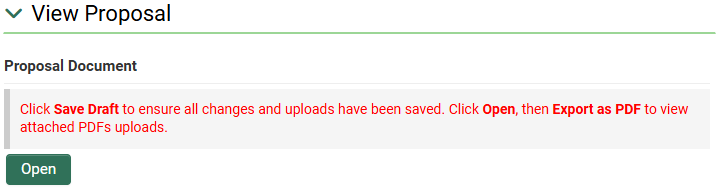 View Proposal
Proposal Document
Click Save Draft to ensure all changes and uploads have been saved. Click Open, then Export as PDF to view
attached PDFs uploads.
Open